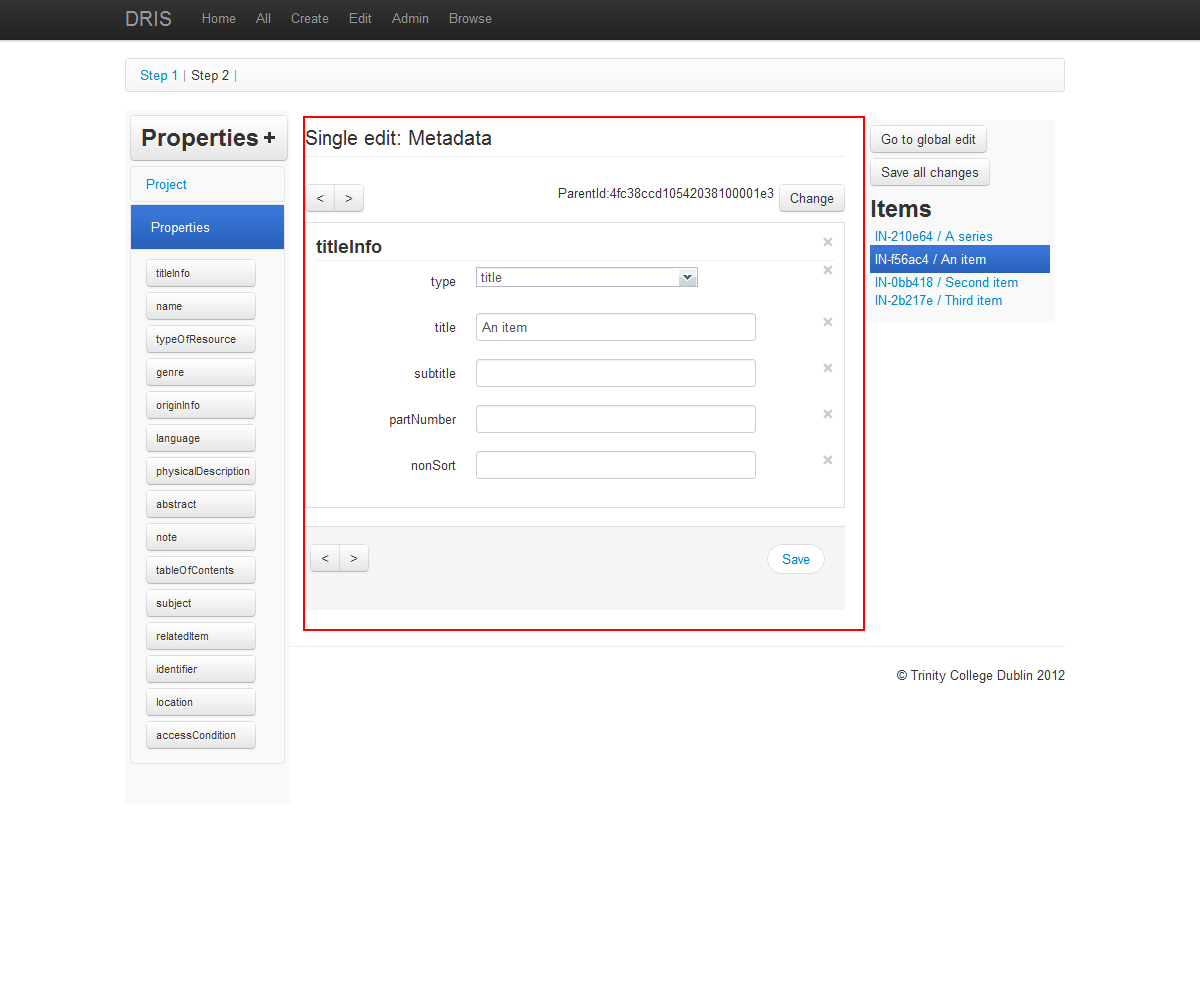 DRIS Home All Create Edit Admin Browse
Step 1 | Step 2 |
Properties +
Project
Properties
titleInfo
name
typeOfResource
genre
originInfo
language
physicalDescription
abstract
note
tableOfContents
subject
relatedItem
identifier
location
accessCondition
Single edit: Metadata
< > ParentId:4fc38ccd10542038100001e3 Change
titleInfo ×
type title ×
title An item ×
subtitle ×
partNumber ×
nonSort ×
< > Save
Go to global edit
Save all changes
Items
IN-210e64 / A series
IN-f56ac4 / An item
IN-0bb418 / Second item
IN-2b217e / Third item
© Trinity College Dublin 2012